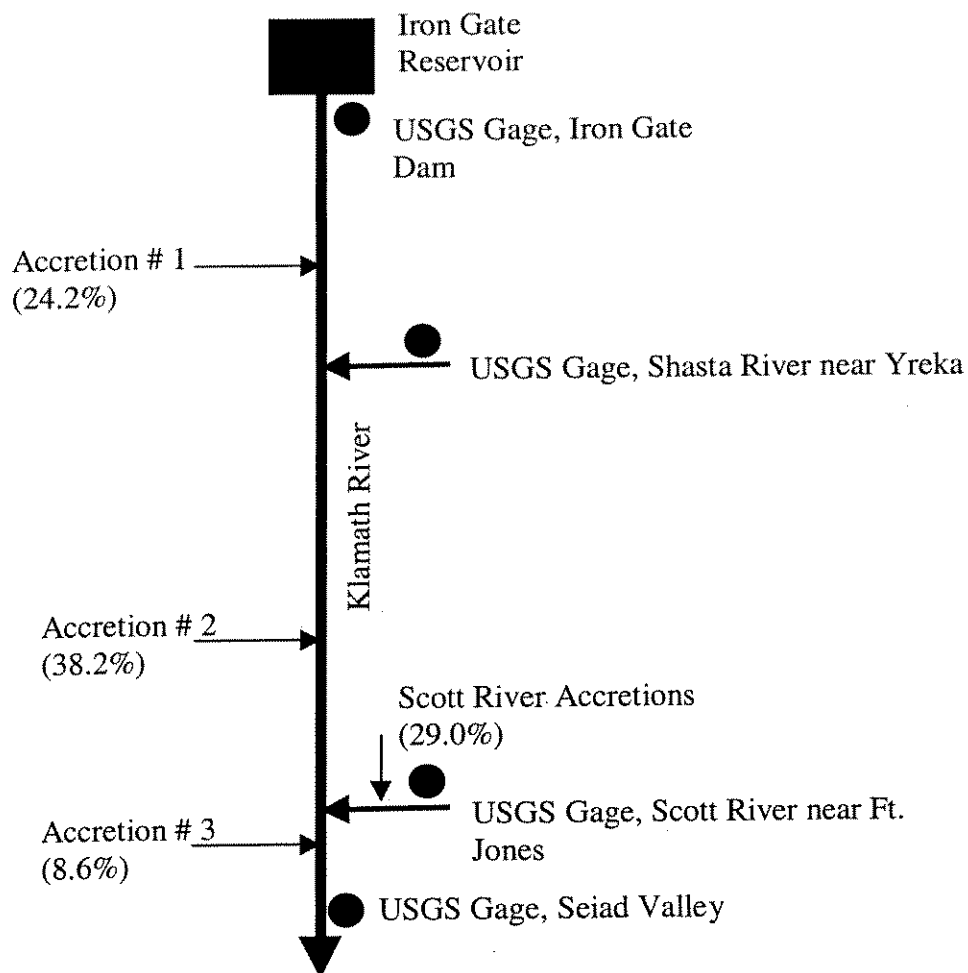 Iron Gate
Reservoir
USGS Gage, Iron Gate
Dam
Accretion # 1
(24.2%)
USGS Gage, Shasta River near Yreka
Klamath River
Accretion # 2
(38.2%)
Scott River Accretions
(29.0%)
USGS Gage, Scott River near Ft.
Jones
Accretion # 3
(8.6%)
USGS Gage, Seiad Valley